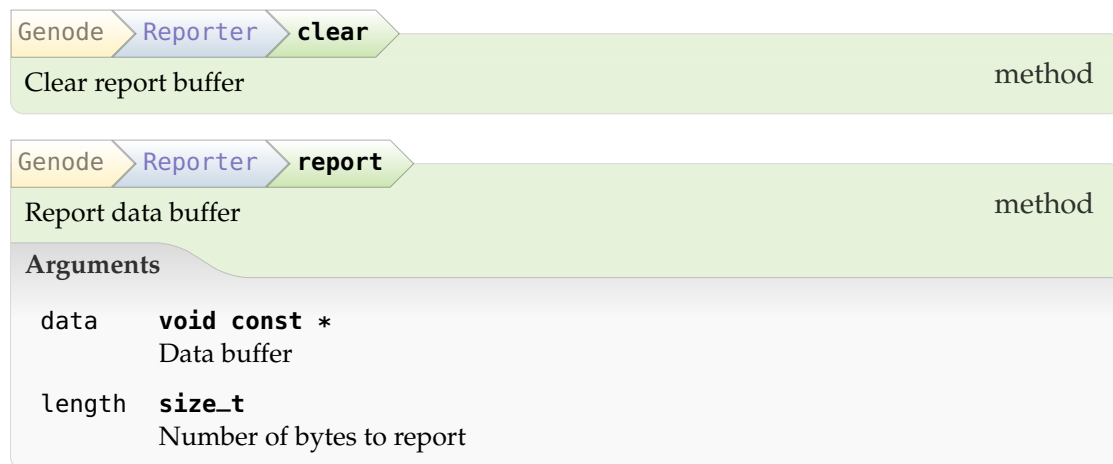 Genode Reporter clear
Clear report buffer method
Genode Reporter report
Report data buffer method
Arguments
data void const *
Data buffer
length size_t
Number of bytes to report